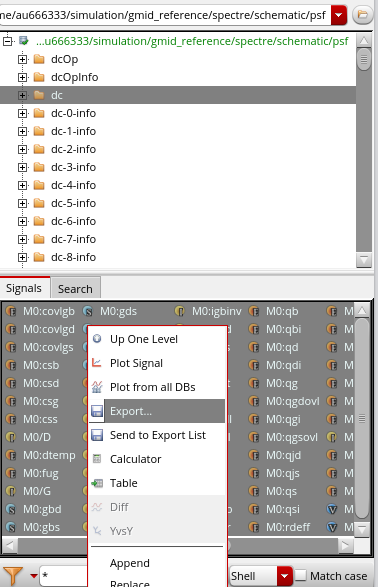 ne/au666333/simulation/gmid_reference/spectre/schematic/psf
...u666333/simulation/gmid_reference/spectre/schematic/psf
dcOp
dcOpInfo
dc
dc-0-info
dc-1-info
dc-2-info
dc-3-info
dc-4-info
dc-5-info
dc-6-info
dc-7-info
dc-8-info
Signals Search
M0:covlgb M0:gds M0:igbinv M0:qb M
M0:covlgd d M0:qbi M
M0:covlgs s M0:qd M
M0:csb M0:qdi M
M0:csd M0:qg M
M0:csg M0:qgdovl M
M0:css M0:qgi M
M0/D M0:qgsovl M
M0:dtemp M0:qjd M
M0:fug M0:qjs M
M0/G M0:qs M
M0:gbd M0:qsi M
M0:gbs r M0:rdeff M
Up One Level
Plot Signal
Plot from all DBs
Export...
Send to Export List
Calculator
Table
Diff
YvsY
Append
Replace
* Shell Match case